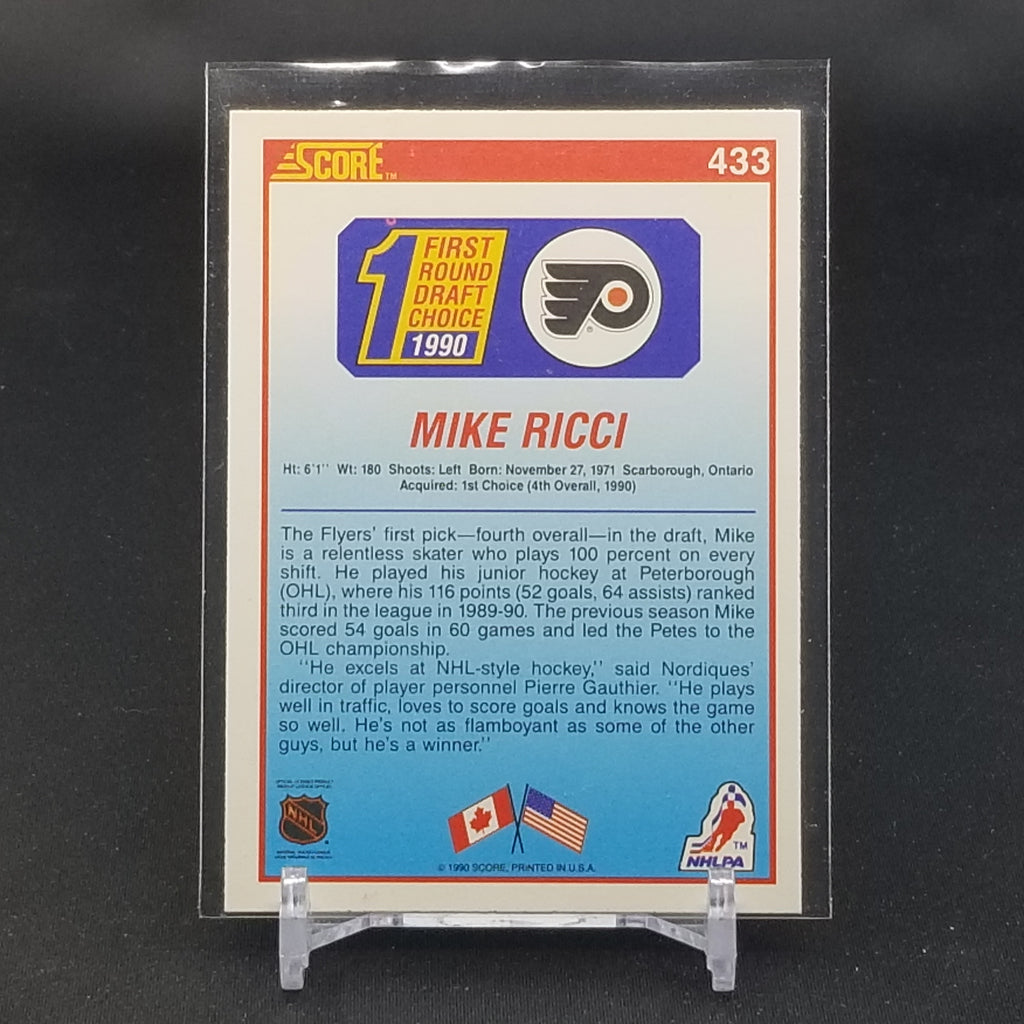 SCORE TM
433
1 FIRST
ROUND
DRAFT
CHOICE
1990
MIKE RICCI
Ht: 6'1'' Wt: 180 Shoots: Left Born: November 27, 1971 Scarborough, Ontario
Acquired: 1st Choice (4th Overall, 1990)
The Flyers' first pick—fourth overall—in the draft, Mike
is a relentless skater who plays 100 percent on every
shift. He played his junior hockey at Peterborough
(OHL), where his 116 points (52 goals, 64 assists) ranked
third in the league in 1989-90. The previous season Mike
scored 54 goals in 60 games and led the Petes to the
OHL championship.
''He excels at NHL-style hockey,'' said Nordiques'
director of player personnel Pierre Gauthier. ''He plays
well in traffic, loves to score goals and knows the game
so well. He's not as flamboyant as some of the other
guys, but he's a winner.''
NHL
TM
NHLPA
© 1990 SCORE, PRINTED IN U.S.A.